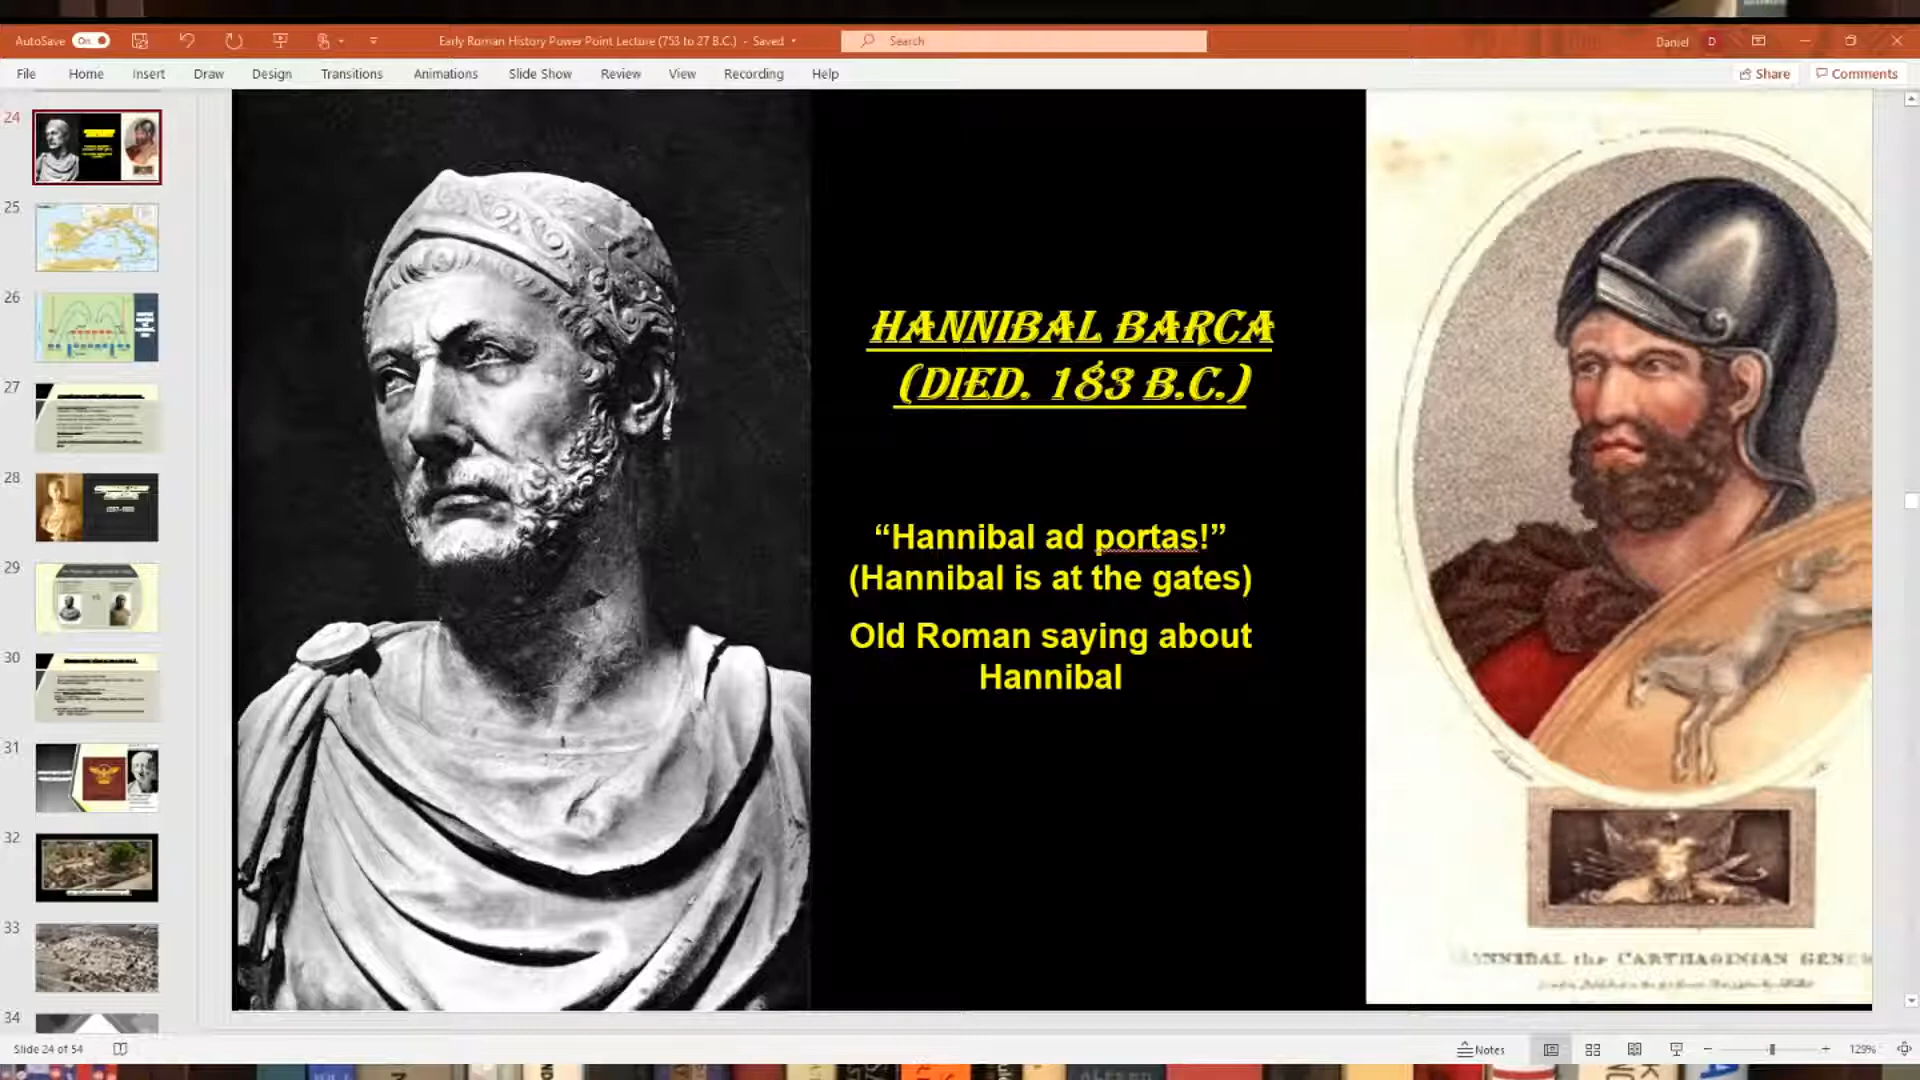 AutoSave
On
Early Roman History Power Point Lecture (753 to 27 B.C.) - Saved
Search
Daniel
D
File
Home
Insert
Draw
Design
Transitions
Animations
Slide Show
Review
View
Recording
Help
Share
Comments
24
25
26
27
28
29
30
31
32
33
34
HANNIBAL BARCA
(DIED. 183 B.C.)
“Hannibal ad portas!”
(Hannibal is at the gates)
Old Roman saying about
Hannibal
the CARTHAGINIAN
Slide 24 of 54
Notes
129%